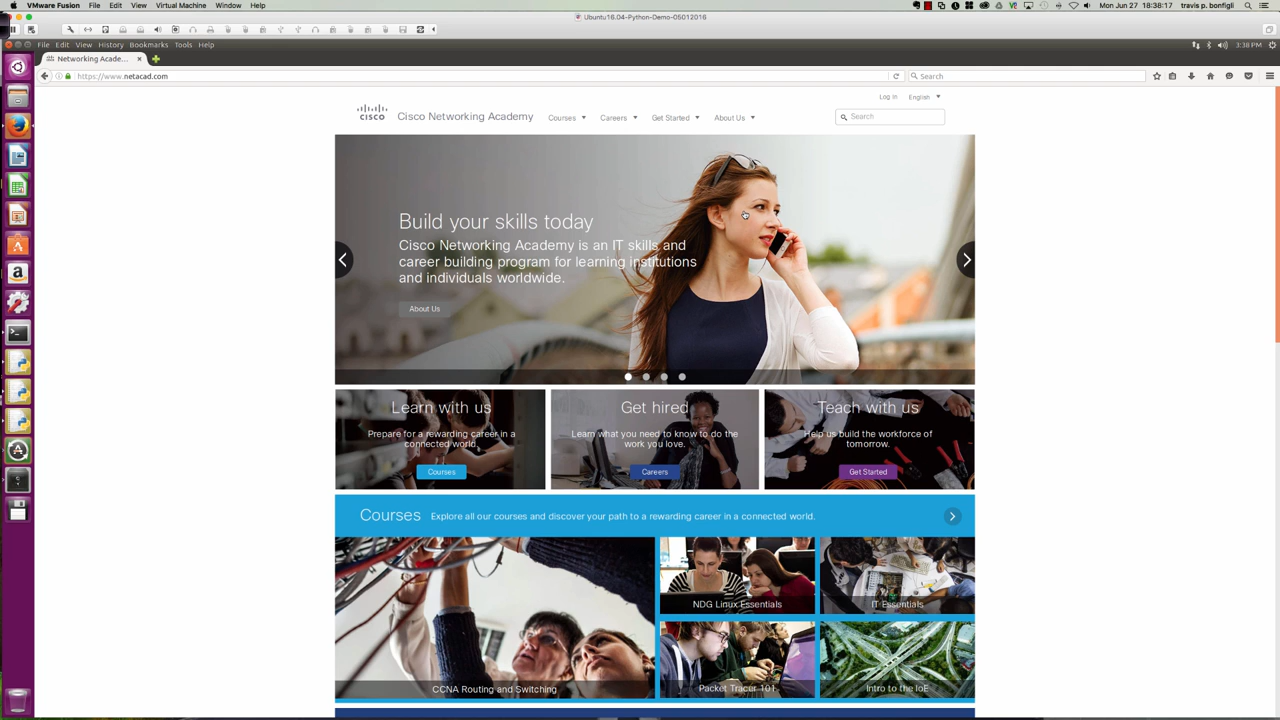 VMware Fusion File Edit View Virtual Machine Window Help
Mon Jun 27 18:38:17 travis p. bonfigli
Ubuntu16.04-Python-Demo-05012016
File Edit View History Bookmarks Tools Help
3:38 PM
Networking Acade...
https://www.netacad.com
Search
Log in English
CISCO Cisco Networking Academy Courses Careers Get Started About Us
Search
Build your skills today
Cisco Networking Academy is an IT skills and
career building program for learning institutions
and individuals worldwide.
About Us
Learn with us
Prepare for a rewarding career in a
connected world.
Courses
Get hired
Learn what you need to know to do the
work you love.
Careers
Teach with us
Help us build the workforce of
tomorrow.
Get Started
Courses Explore all our courses and discover your path to a rewarding career in a connected world.
NDG Linux Essentials
IT Essentials
CCNA Routing and Switching
Packet Tracer 101
Intro to the IoE